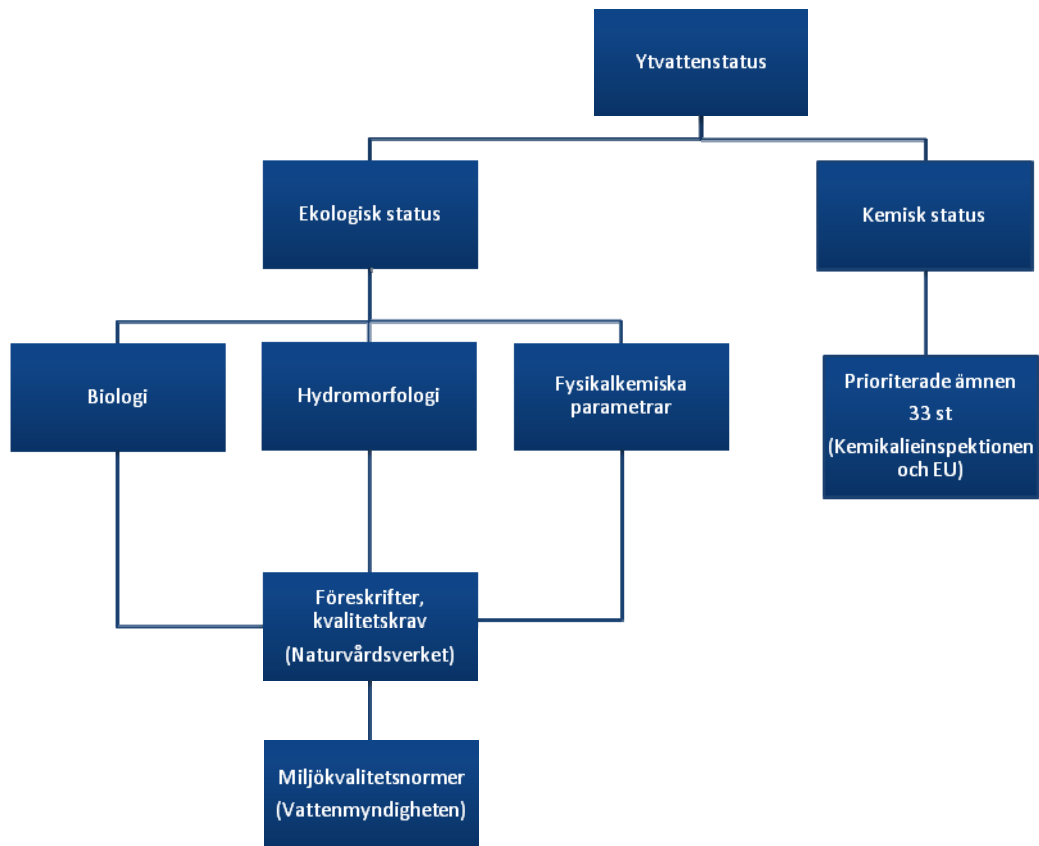 Ytvattenstatus
Ekologisk status
Kemisk status
Biologi
Hydromorfologi
Fysikalkemiska
parametrar
Prioriterade ämnen
33 st
(Kemikalieinspektionen
och EU)
Föreskrifter,
kvalitetskrav
(Naturvårdsverket)
Miljökvalitetsnormer
(Vattenmyndigheten)